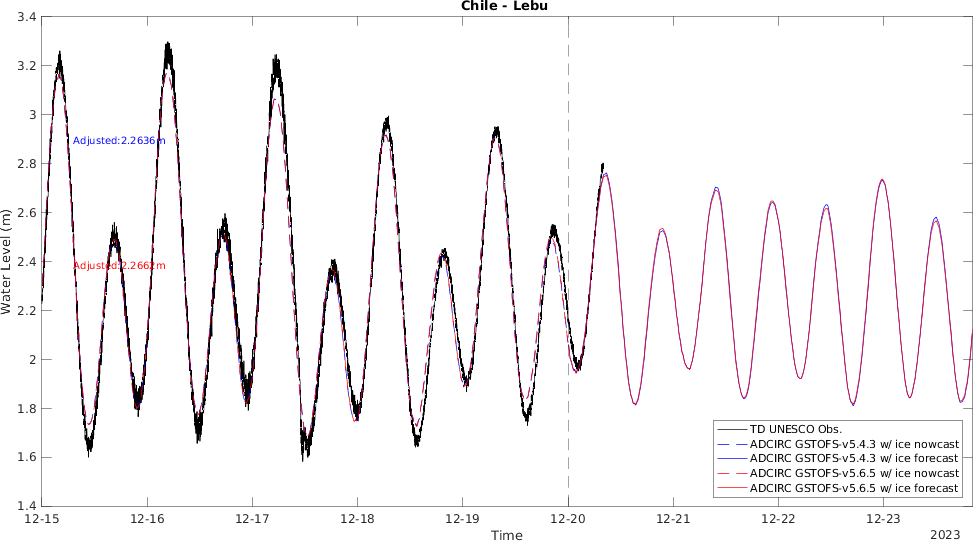 Chile - Lebu
3.4
3.2
3
2.8
2.6
2.4
2.2
2
1.8
1.6
1.4
Water Level (m)
Adjusted:2.2636m
Adjusted:2.2662m
TD UNESCO Obs.
ADCIRC GSTOFS-v5.4.3 w/ ice nowcast
ADCIRC GSTOFS-v5.4.3 w/ ice forecast
ADCIRC GSTOFS-v5.6.5 w/ ice nowcast
ADCIRC GSTOFS-v5.6.5 w/ ice forecast
12-15 12-16 12-17 12-18 12-19 12-20 12-21 12-22 12-23
Time
2023